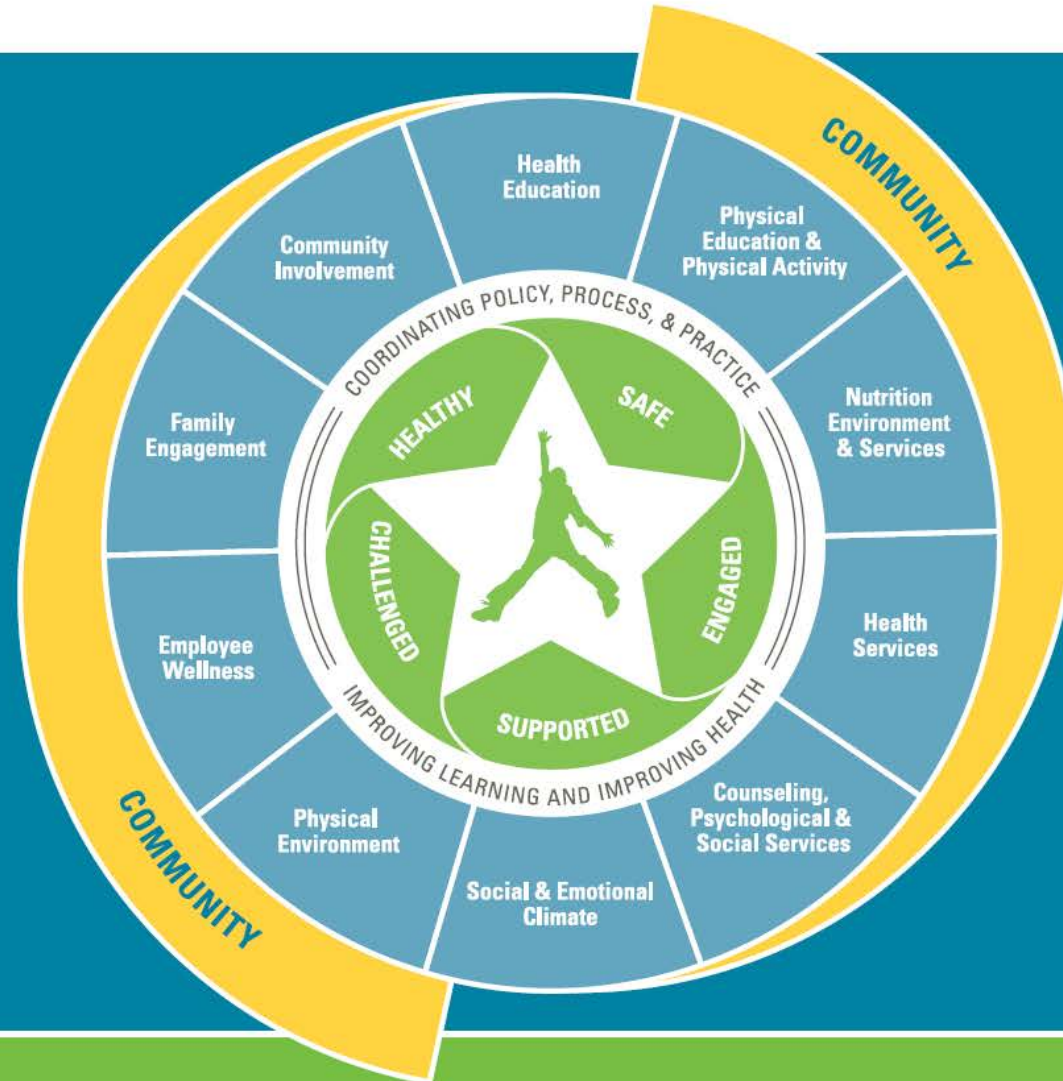 COMMUNITY
Health
Education
Physical
Education &
Physical Activity
Nutrition
Environment
& Services
Health
Services
Counseling,
Psychological &
Social Services
Social & Emotional
Climate
Physical
Environment
Employee
Wellness
Family
Engagement
Community
Involvement
COORDINATING POLICY, PROCESS, & PRACTICE
IMPROVING LEARNING AND IMPROVING HEALTH
HEALTHY
SAFE
ENGAGED
SUPPORTED
CHALLENGED
COMMUNITY